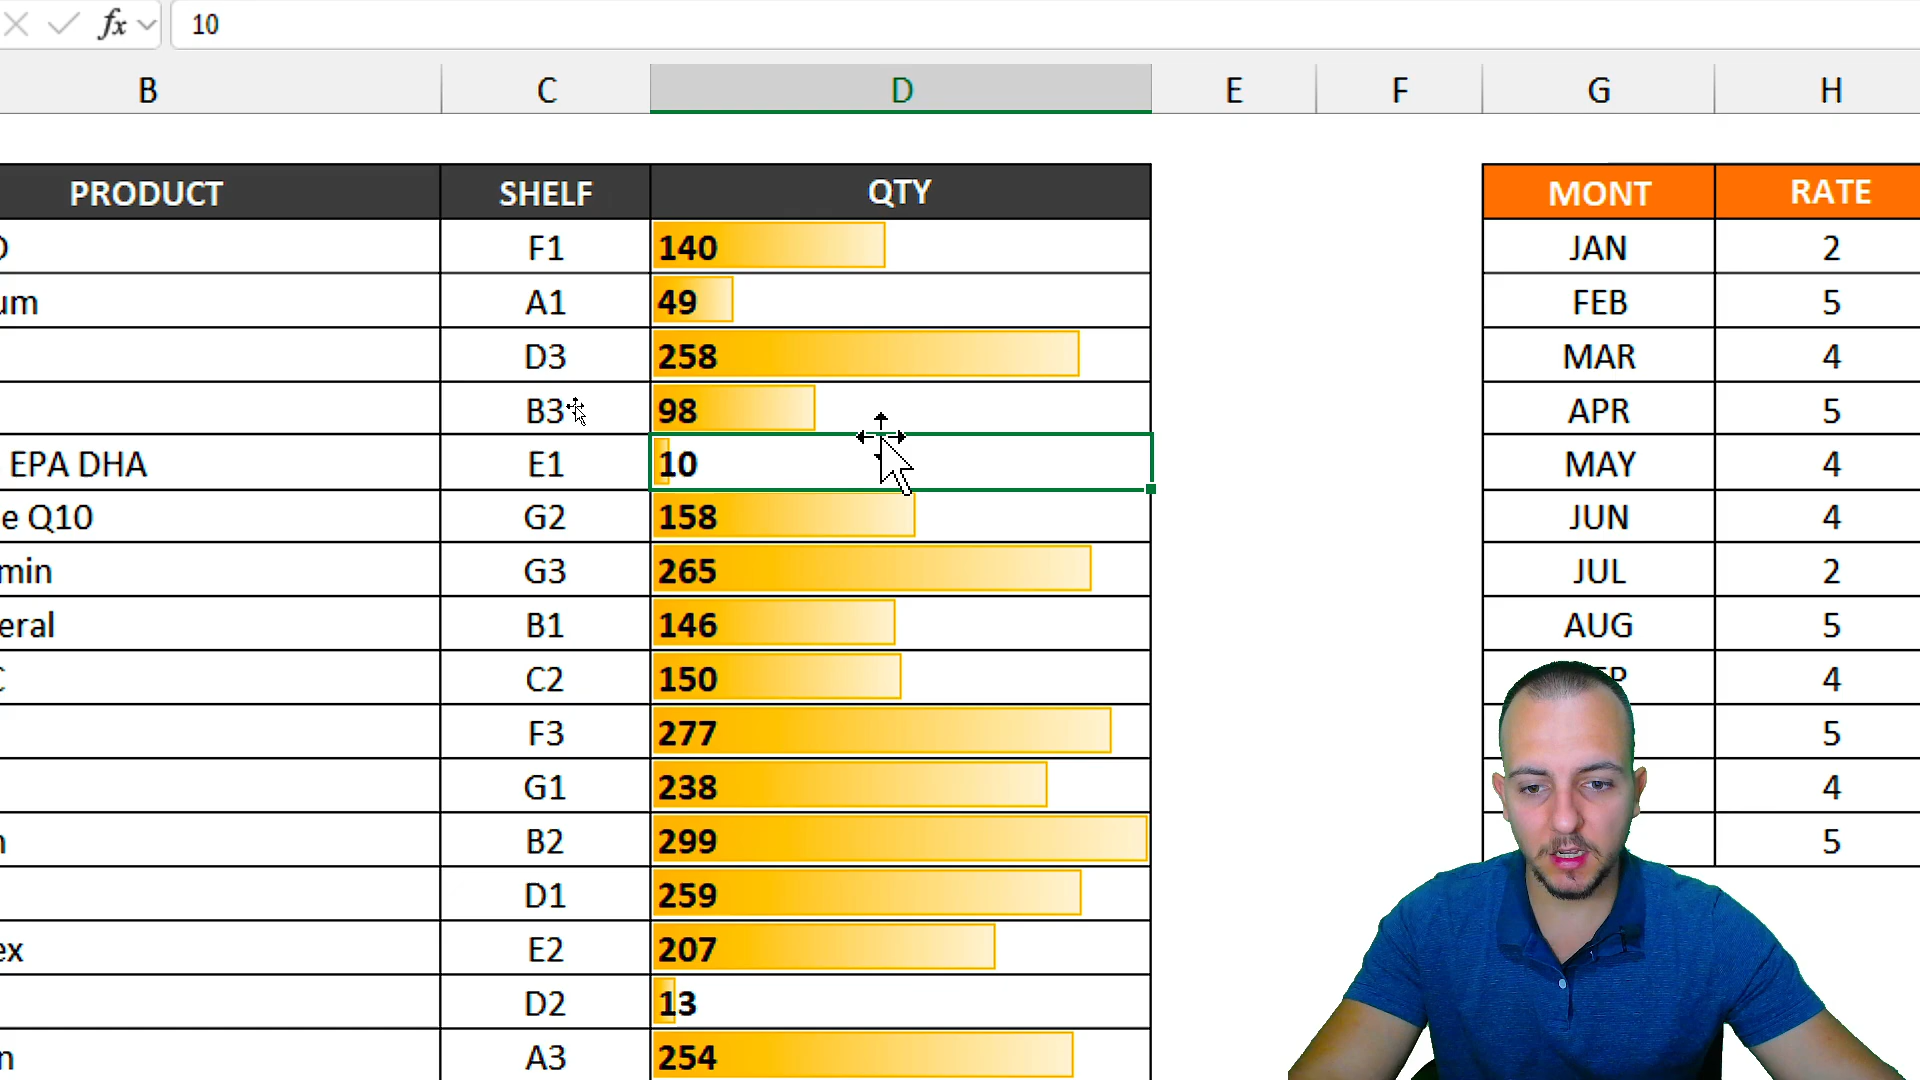 fx 10
B C D E F G H
PRODUCT SHELF QTY MONT RATE
F1 140 JAN 2
um A1 49 FEB 5
D3 258 MAR 4
B3 98 APR 5
EPA DHA E1 10 MAY 4
e Q10 G2 158 JUN 4
min G3 265 JUL 2
eral B1 146 AUG 5
C C2 150 4
F3 277 5
G1 238 4
n B2 299 5
D1 259
ex E2 207
D2 13
n A3 254